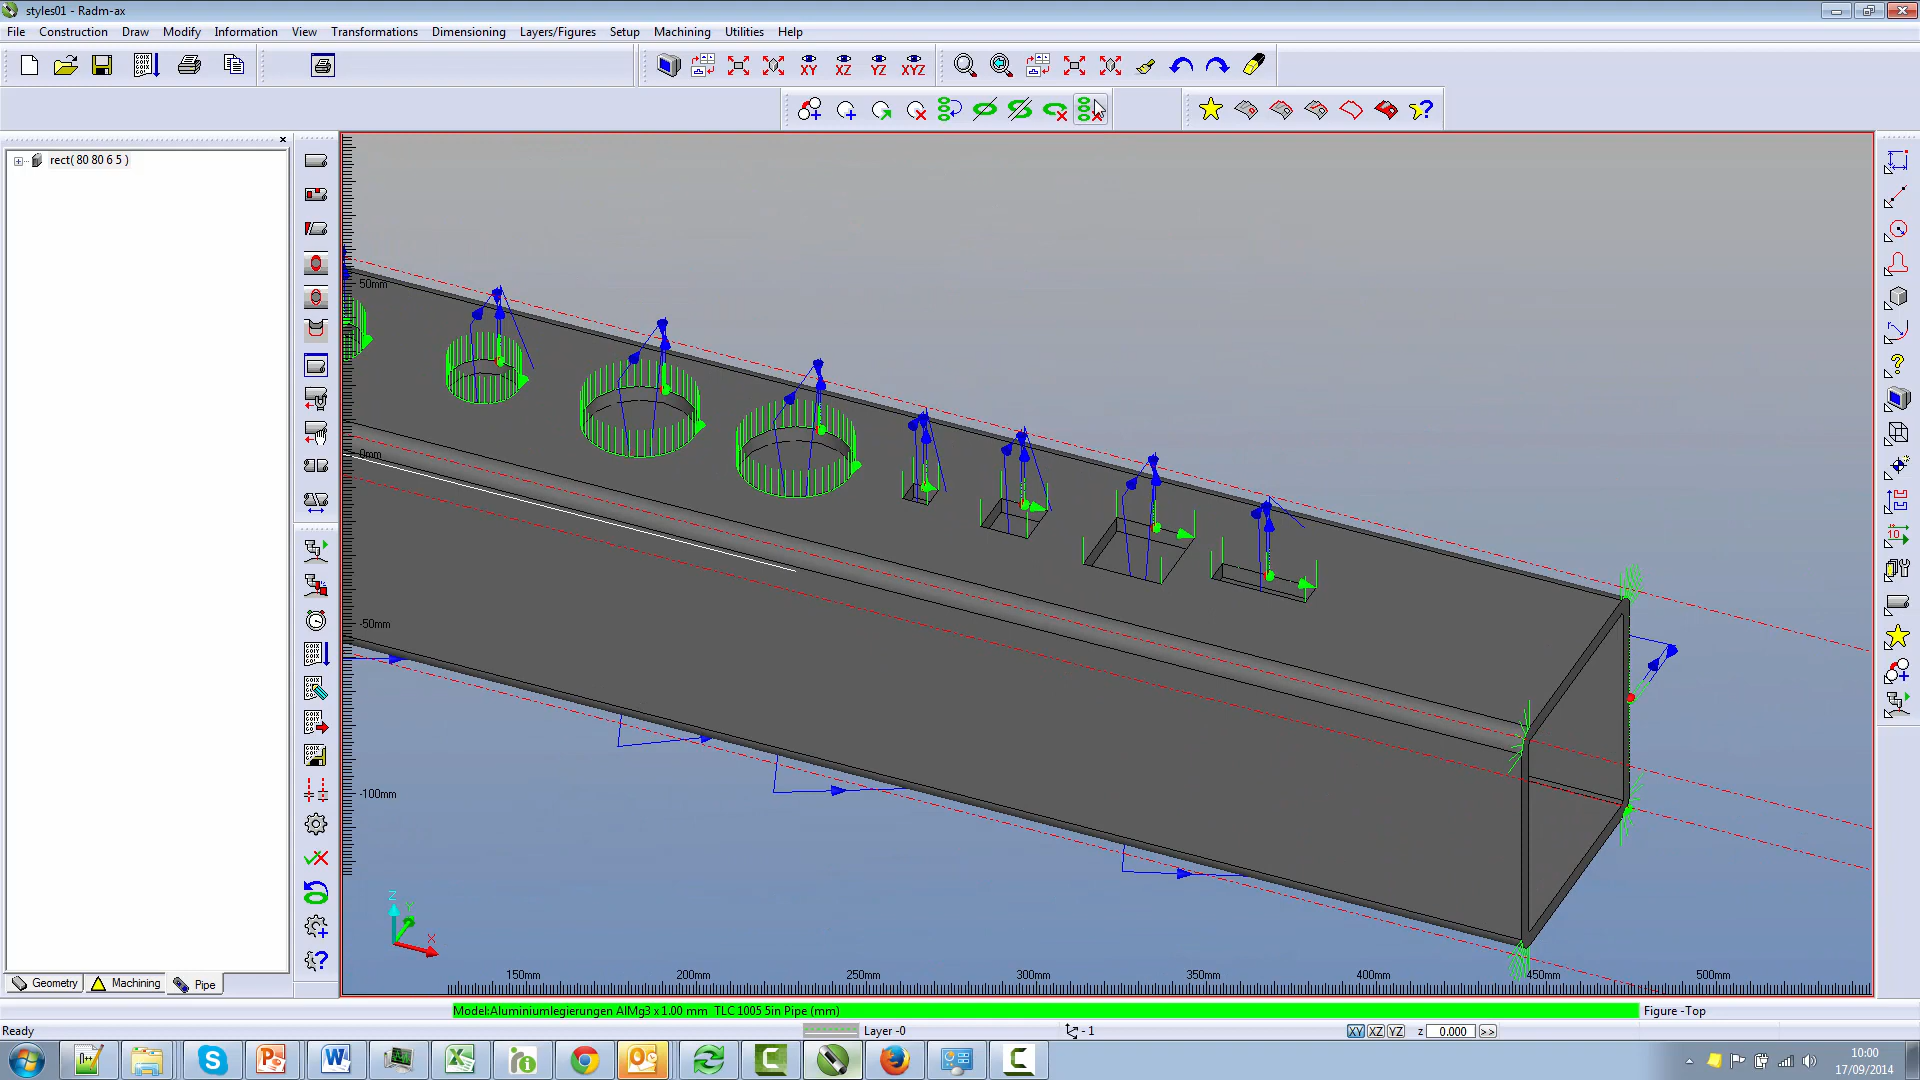 styles01 - Radm-ax
File Construction Draw Modify Information View Transformations Dimensioning Layers/Figures Setup Machining Utilities Help
XY XZ YZ XYZ
rect( 80 80 6 5 )
50mm
0mm
-50mm
-100mm
Z Y X
150mm 200mm 250mm 300mm 350mm 400mm 450mm 500mm
Geometry Machining Pipe
Model:Aluminiumlegierungen AlMg3 x 1.00 mm TLC 1005 5in Pipe (mm)
Figure -Top
Ready
Layer -0
- 1
XY XZ YZ z 0.000 >>
10:00
17/09/2014